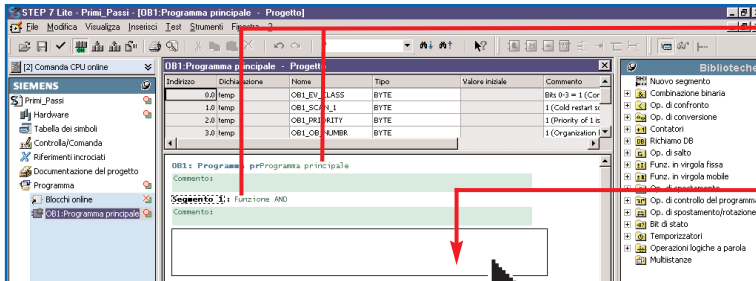 STEP 7 Lite - Primi_Passi - [OB1:Programma principale - Progetto]
File Modifica Visualizza Inserisci Test Strumenti Finestra ?
[2] Comanda CPU online
SIEMENS
Primi_Passi
Hardware
Tabella dei simboli
Controlla/Comanda
Riferimenti incrociati
Documentazione del progetto
Programma
Blocchi online
OB1:Programma principale
OB1:Programma principale - Progetto
Indirizzo Dichiarazione Nome Tipo Valore iniziale Commento
0.0 temp OB1_EV_CLASS BYTE Bits 0-3 = 1 (Cor
1.0 temp OB1_SCAN_1 BYTE 1 (Cold restart sc
2.0 temp OB1_PRIORITY BYTE 1 (Priority of 1 is
3.0 temp OB1_OB_NUMBR BYTE 1 (Organization
OB1: Programma prProgramma principale
Commento:
Segmento 1: Funzione AND
Commento:
Biblioteche
Nuovo segmento
Combinazione binaria
Op. di confronto
Op. di conversione
Contatori
Richiamo DB
Op. di salto
Funz. in virgola fissa
Funz. in virgola mobile
Op. di spostamento
Op. di controllo del programma
Op. di spostamento/rotazione
Bit di stato
Temporizzatori
Operazioni logiche a parola
Multiistanze